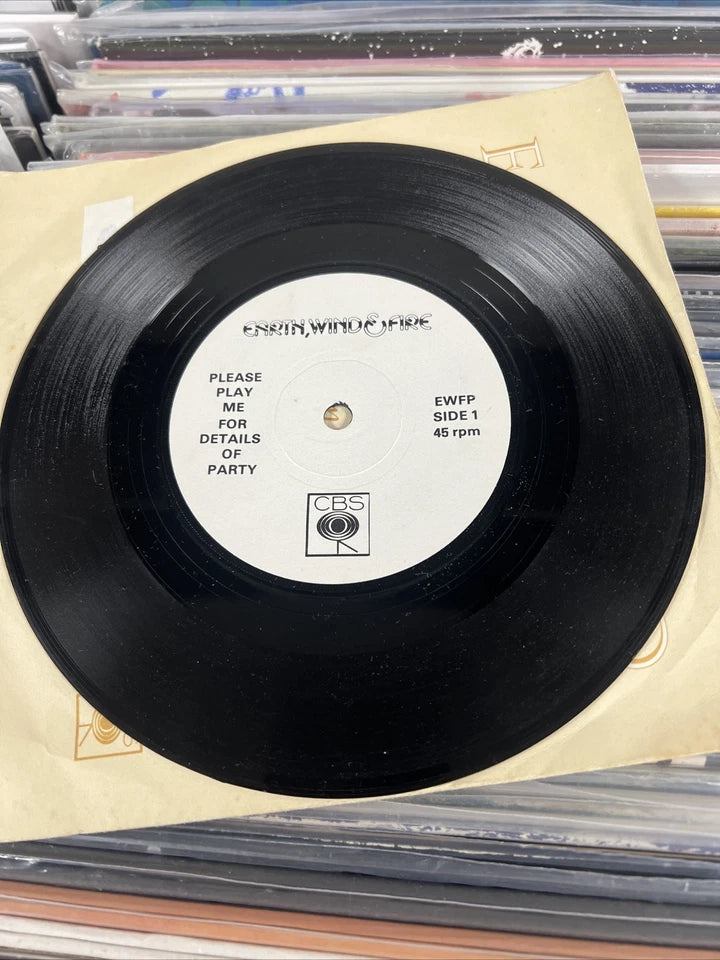 EARTH, WIND & FIRE
PLEASE
PLAY
ME
FOR
DETAILS
OF
PARTY
EWFP
SIDE 1
45 rpm
CBS
E